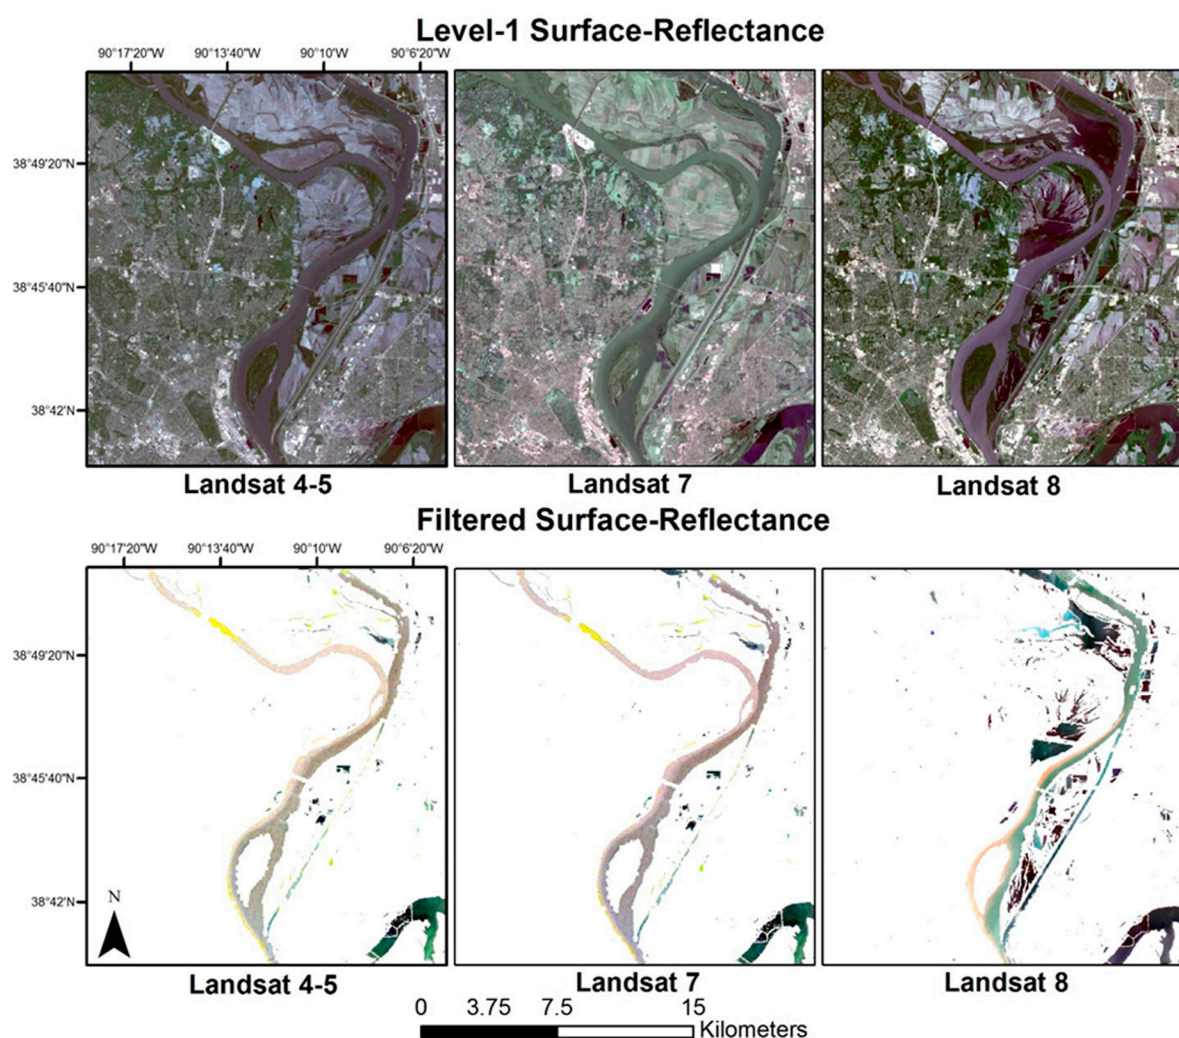 Level-1 Surface-Reflectance
90°17'20"W 90°13'40"W 90°10'W 90°6'20"W
38°49'20"N
38°45'40"N
38°42'N
Landsat 4-5 Landsat 7 Landsat 8
Filtered Surface-Reflectance
90°17'20"W 90°13'40"W 90°10'W 90°6'20"W
38°49'20"N
38°45'40"N
38°42'N
N
Landsat 4-5 Landsat 7 Landsat 8
0 3.75 7.5 15
Kilometers